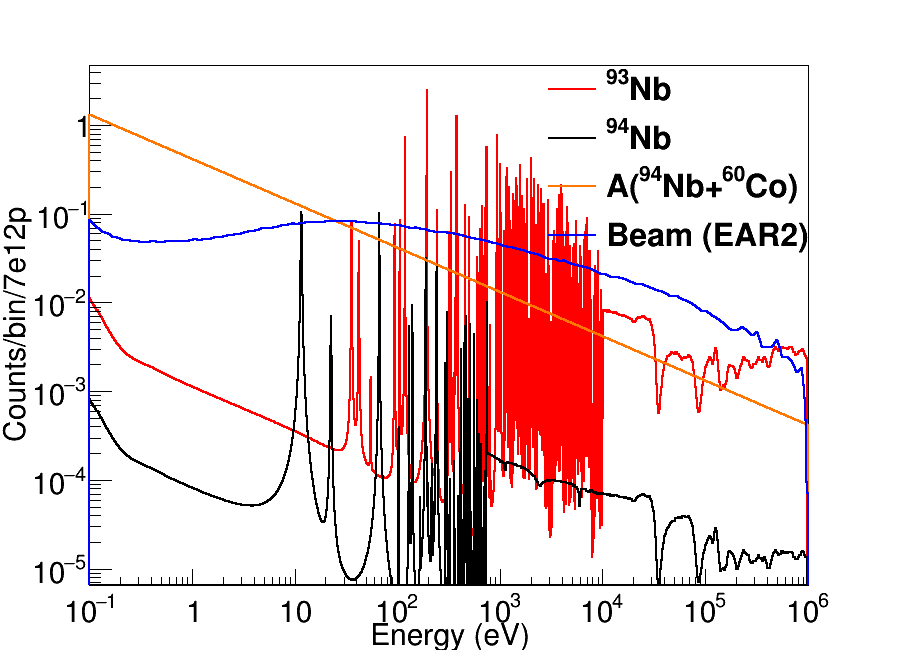 Counts/bin/7e12p
1
10⁻¹
10⁻²
10⁻³
10⁻⁴
10⁻⁵
⁹³Nb
⁹⁴Nb
A(⁹⁴Nb+⁶⁰Co)
Beam (EAR2)
10⁻¹ 1 10 10² 10³ 10⁴ 10⁵ 10⁶
Energy (eV)